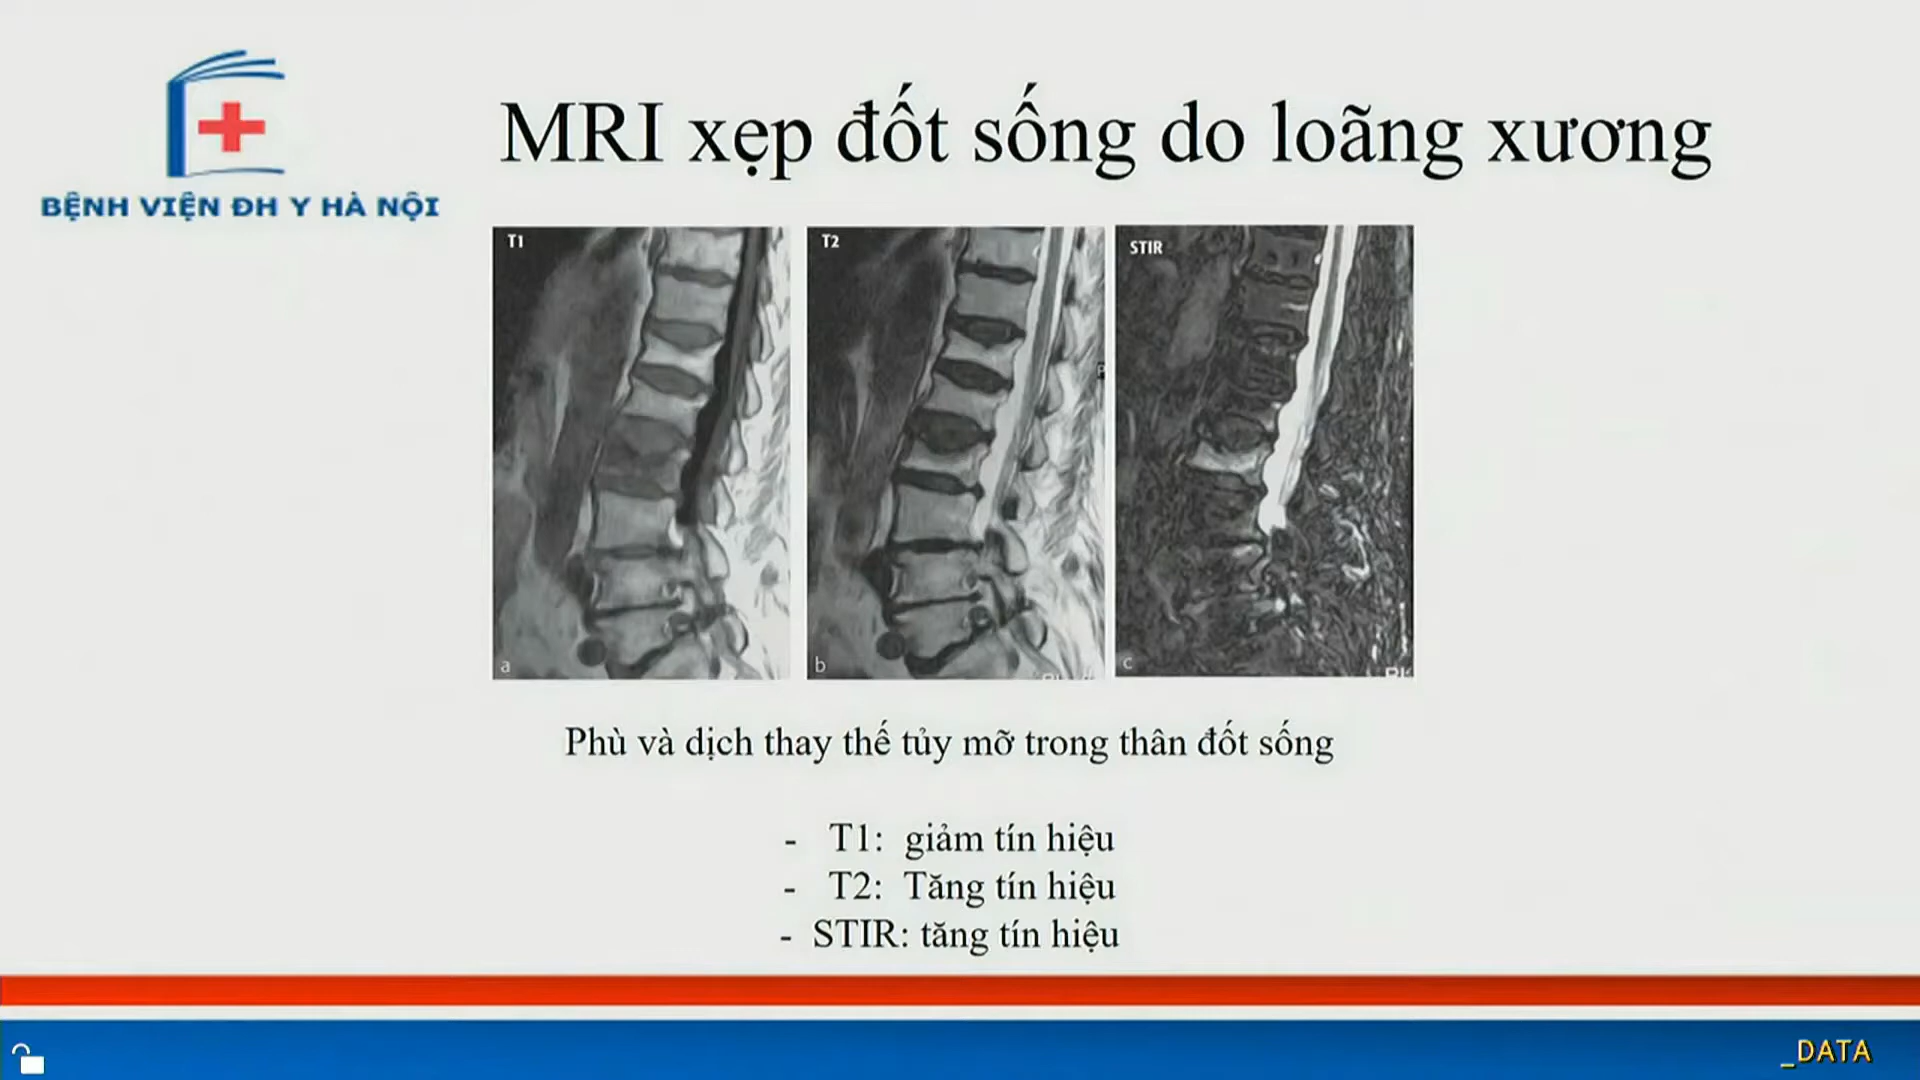 BỆNH VIỆN ĐH Y HÀ NỘI
MRI xẹp đốt sống do loãng xương
T1
T2
STIR
P
a
b
c
Phù và dịch thay thế tủy mỡ trong thân đốt sống
- T1: giảm tín hiệu
- T2: Tăng tín hiệu
- STIR: tăng tín hiệu
_DATA